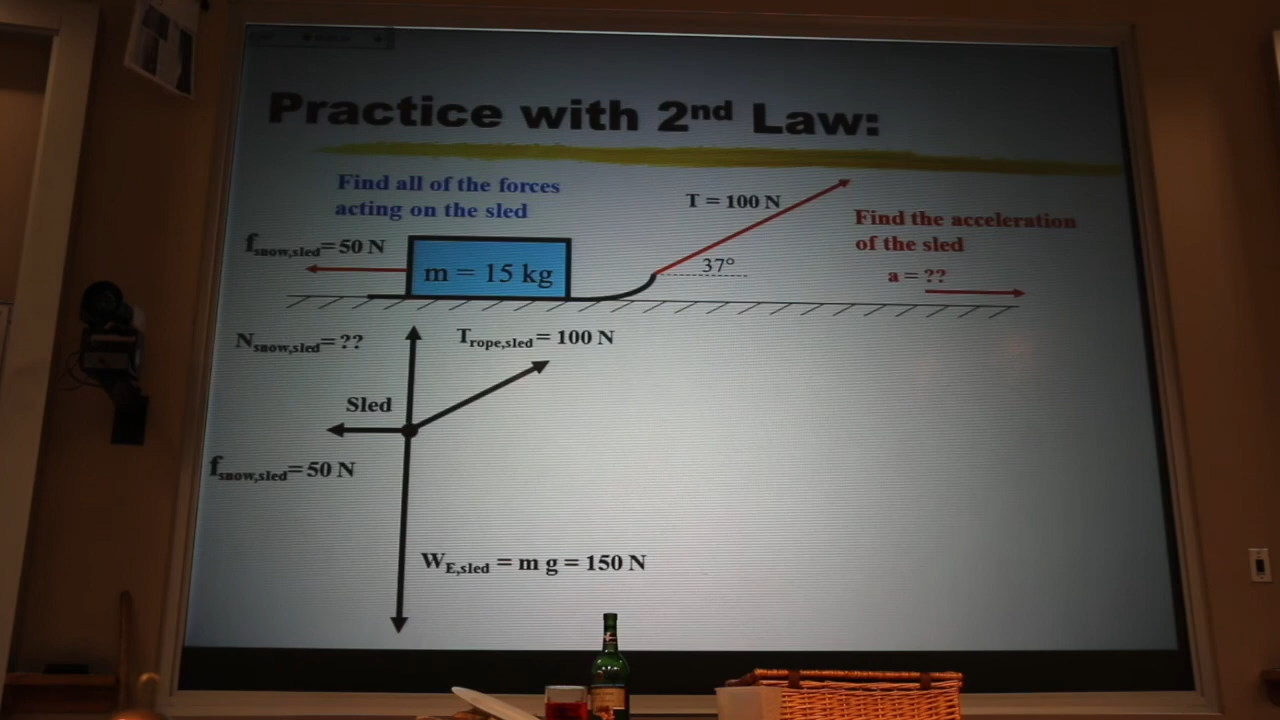 Practice with 2nd Law:
Find all of the forces
acting on the sled
T = 100 N
Find the acceleration
of the sled
a = ??
fsnow,sled= 50 N
m = 15 kg
37°
Nsnow,sled= ??
Trope,sled= 100 N
Sled
fsnow,sled= 50 N
WE,sled = m g = 150 N